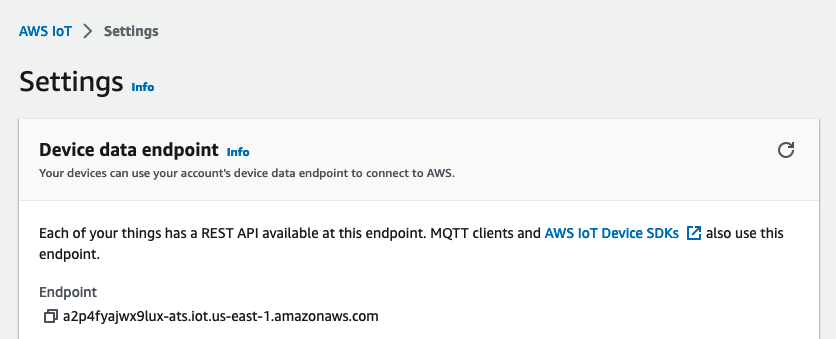 AWS IoT > Settings
Settings Info
Device data endpoint Info
Your devices can use your account's device data endpoint to connect to AWS.
Each of your things has a REST API available at this endpoint. MQTT clients and AWS IoT Device SDKs also use this
endpoint.
Endpoint
a2p4fyajwx9lux-ats.iot.us-east-1.amazonaws.com